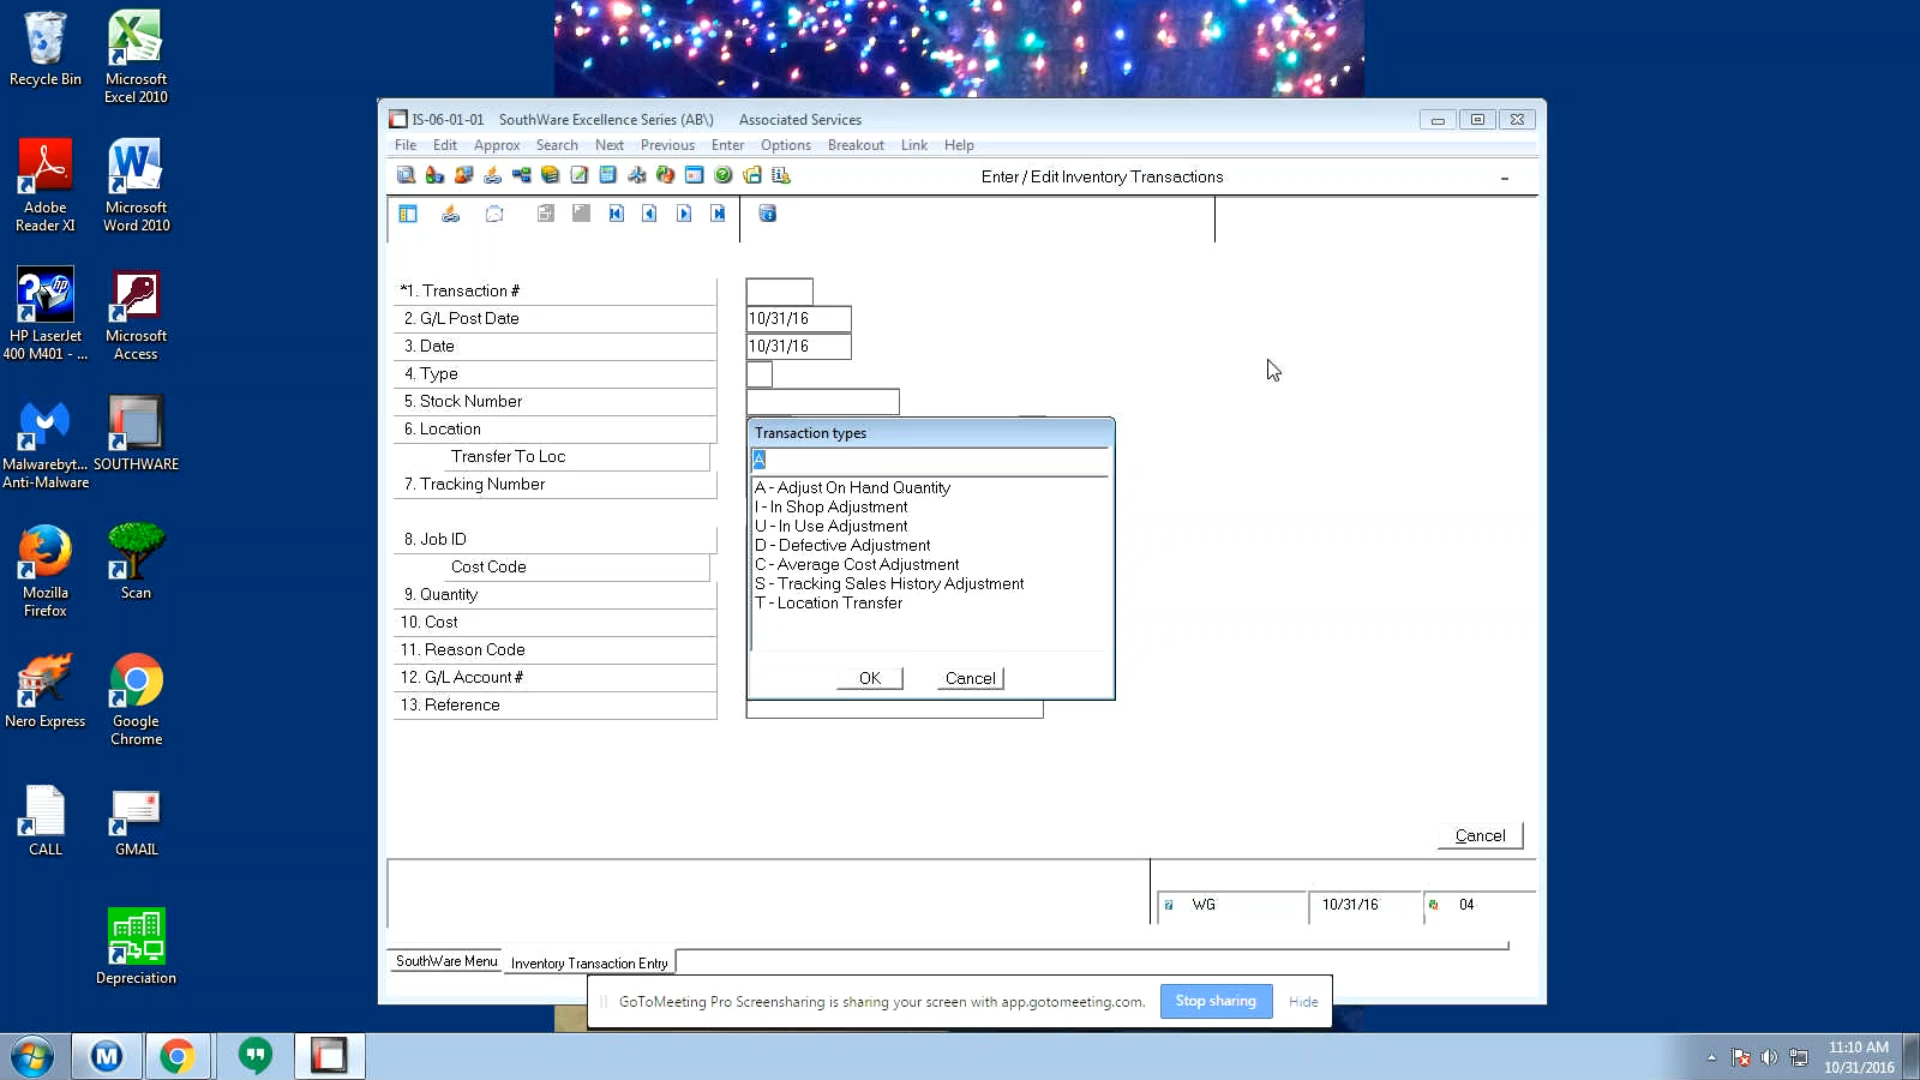 Recycle Bin
Microsoft
Excel 2010
Adobe
Reader XI
Microsoft
Word 2010
HP LaserJet
400 M401 - ...
Microsoft
Access
Malwarebyt...
Anti-Malware
SOUTHWARE
Mozilla
Firefox
Scan
Nero Express
Google
Chrome
CALL
GMAIL
Depreciation
IS-06-01-01 SouthWare Excellence Series (AB\) Associated Services
File Edit Approx Search Next Previous Enter Options Breakout Link Help
Enter / Edit Inventory Transactions
*1. Transaction #
2. G/L Post Date 10/31/16
3. Date 10/31/16
4. Type
5. Stock Number
6. Location
Transfer To Loc
7. Tracking Number
8. Job ID
Cost Code
9. Quantity
10. Cost
11. Reason Code
12. G/L Account #
13. Reference
Transaction types
A
A - Adjust On Hand Quantity
I - In Shop Adjustment
U - In Use Adjustment
D - Defective Adjustment
C - Average Cost Adjustment
S - Tracking Sales History Adjustment
T - Location Transfer
OK Cancel
Cancel
WG 10/31/16 04
SouthWare Menu Inventory Transaction Entry
GoToMeeting Pro Screensharing is sharing your screen with app.gotomeeting.com. Stop sharing Hide
11:10 AM
10/31/2016